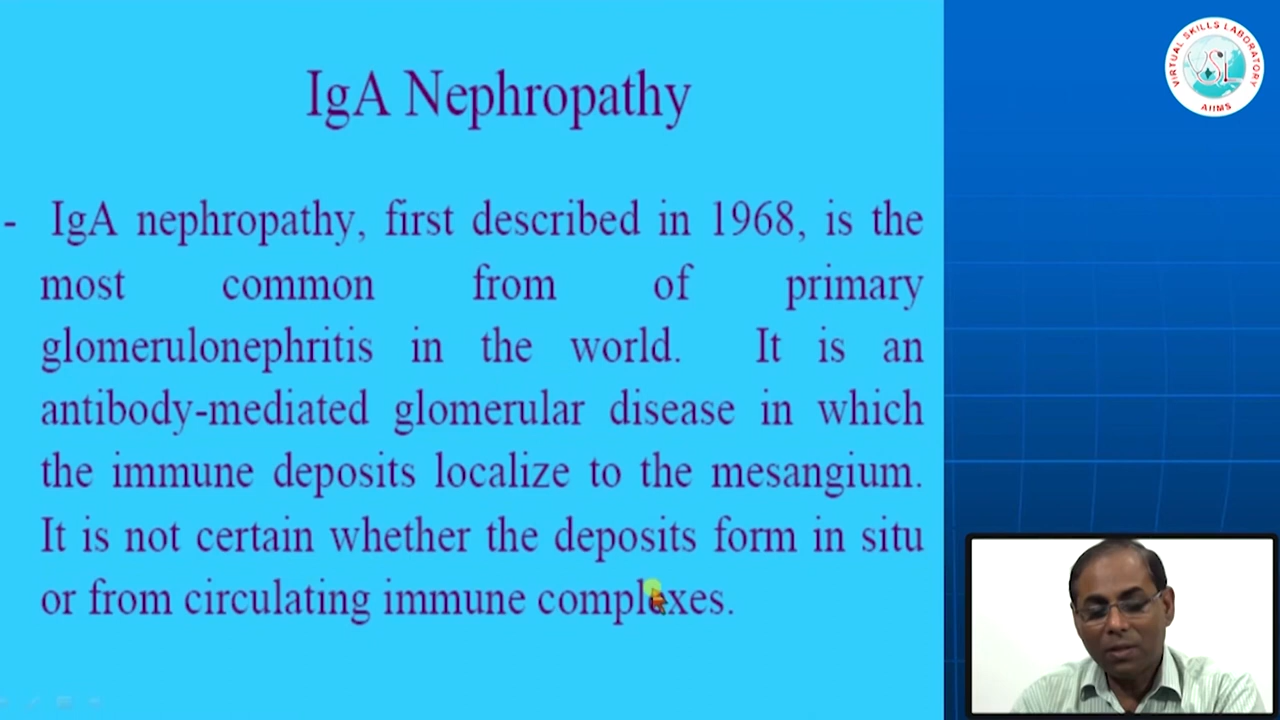 IgA Nephropathy
- IgA nephropathy, first described in 1968, is the
most common from of primary
glomerulonephritis in the world. It is an
antibody-mediated glomerular disease in which
the immune deposits localize to the mesangium.
It is not certain whether the deposits form in situ
or from circulating immune complexes.
VIRTUAL SKILLS LABORATORY
VSL
AIIMS